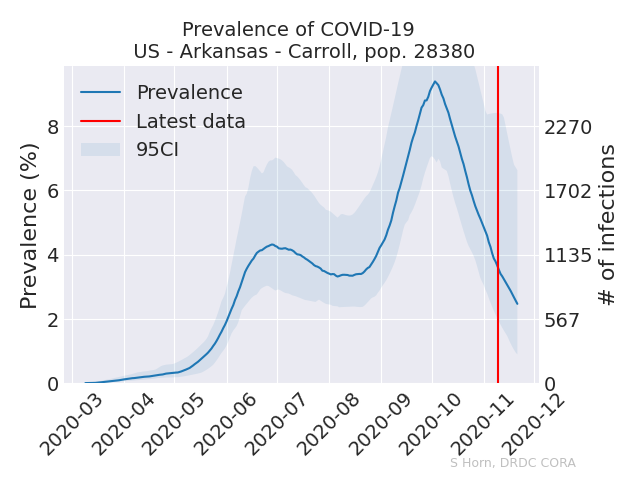 Prevalence of COVID-19
US - Arkansas - Carroll, pop. 28380
Prevalence
Latest data
95CI
Prevalence (%)
8
6
4
2
0
2270
1702
1135
567
0
# of infections
2020-03
2020-04
2020-05
2020-06
2020-07
2020-08
2020-09
2020-10
2020-11
2020-12
S Horn, DRDC CORA